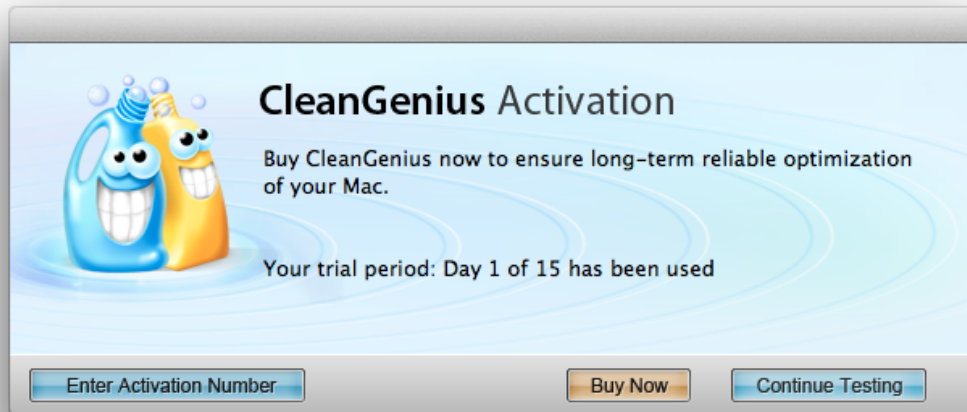 CleanGenius Activation
Buy CleanGenius now to ensure long-term reliable optimization
of your Mac.
Your trial period: Day 1 of 15 has been used
Enter Activation Number
Buy Now
Continue Testing